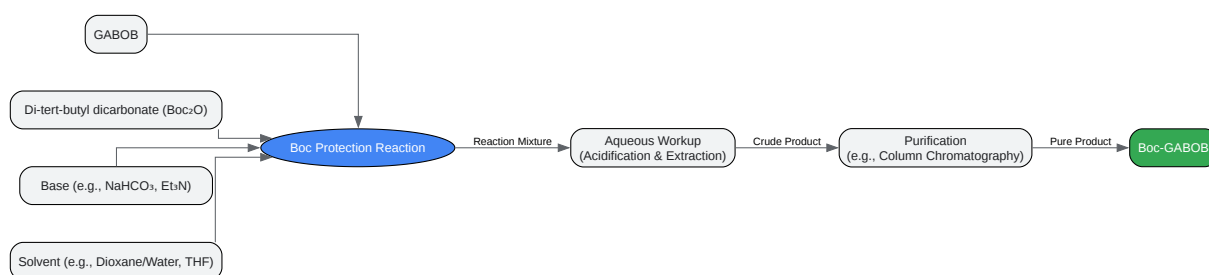 GABOB
Di-tert-butyl dicarbonate (Boc₂O)
Base (e.g., NaHCO₃, Et₃N)
Solvent (e.g., Dioxane/Water, THF)
Boc Protection Reaction
Reaction Mixture
Aqueous Workup
(Acidification & Extraction)
Crude Product
Purification
(e.g., Column Chromatography)
Pure Product
Boc-GABOB